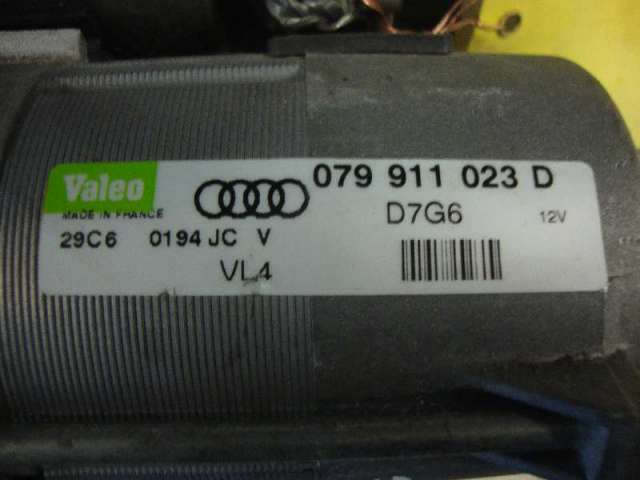 Valeo
MADE IN FRANCE
079 911 023 D
D7G6 12V
29C6 0194 JC V
VL4